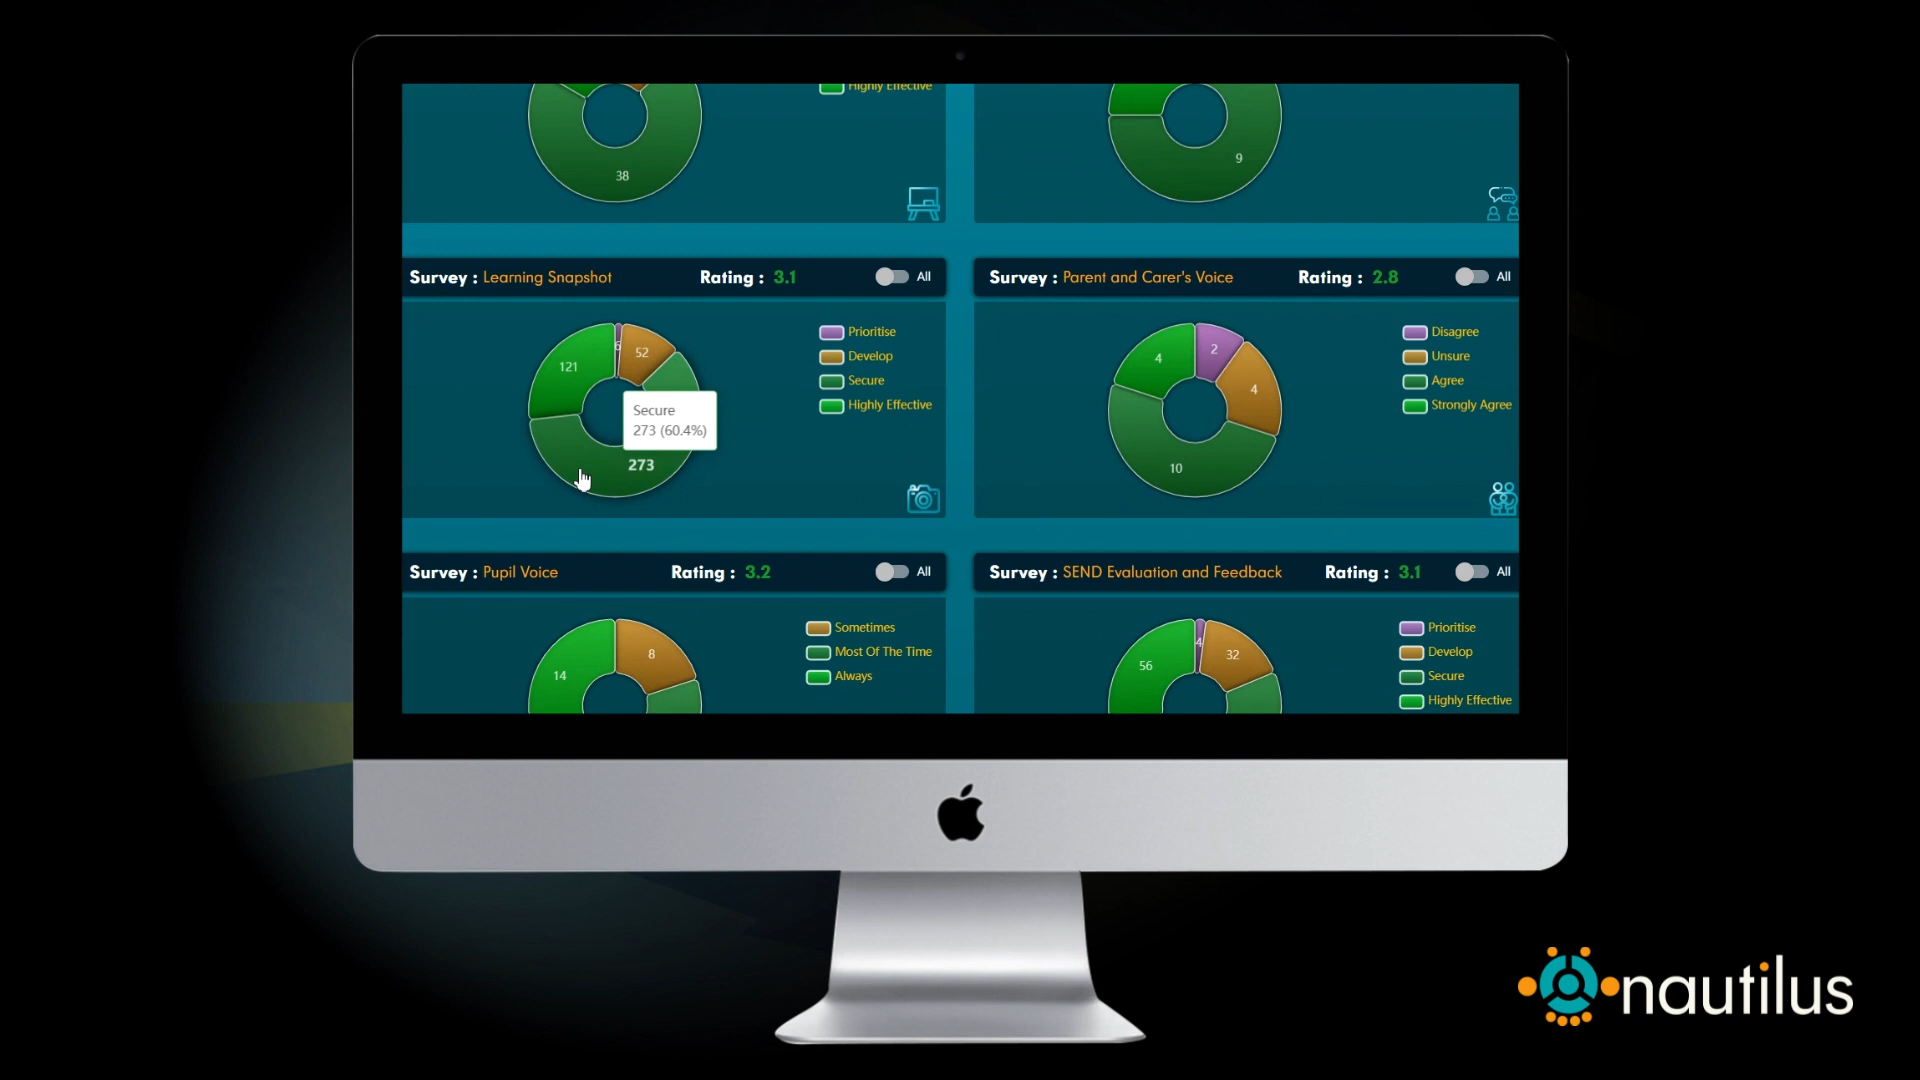 Highly Effective
38
9
Survey : Learning Snapshot Rating : 3.1 All
121
6
52
Secure
273 (60.4%)
273
Prioritise
Develop
Secure
Highly Effective
Survey : Parent and Carer's Voice Rating : 2.8 All
4
2
4
10
Disagree
Unsure
Agree
Strongly Agree
Survey : Pupil Voice Rating : 3.2 All
14
8
Sometimes
Most Of The Time
Always
Survey : SEND Evaluation and Feedback Rating : 3.1 All
56
4
32
Prioritise
Develop
Secure
Highly Effective
nautilus